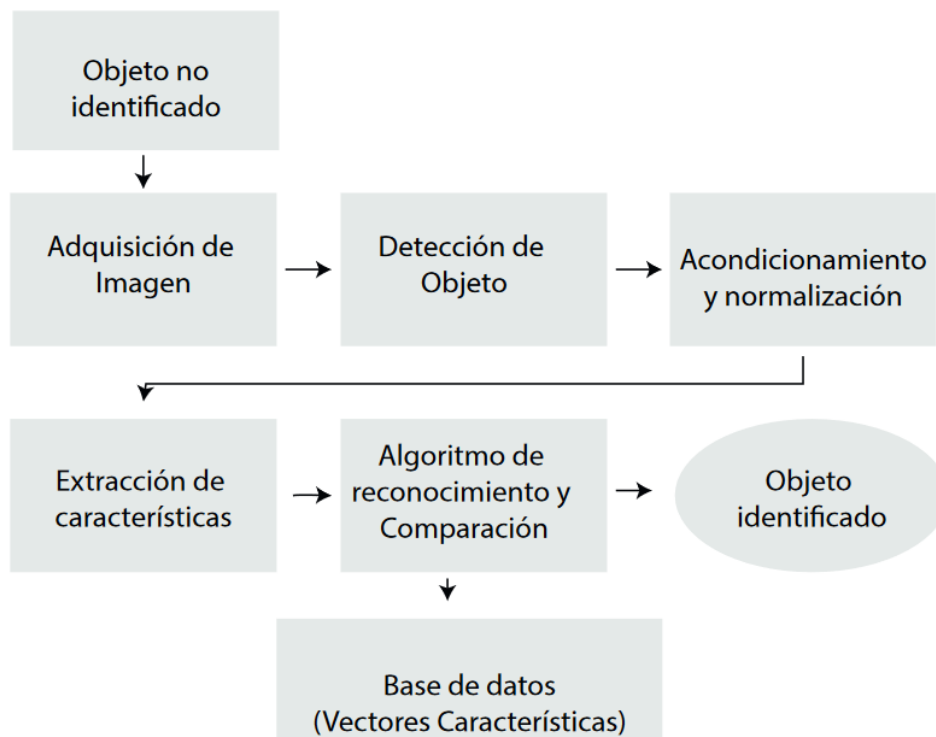 Objeto no
identificado
Adquisición de
Imagen
Detección de
Objeto
Acondicionamiento
y normalización
Extracción de
características
Algoritmo de
reconocimiento y
Comparación
Objeto
identificado
Base de datos
(Vectores Características)